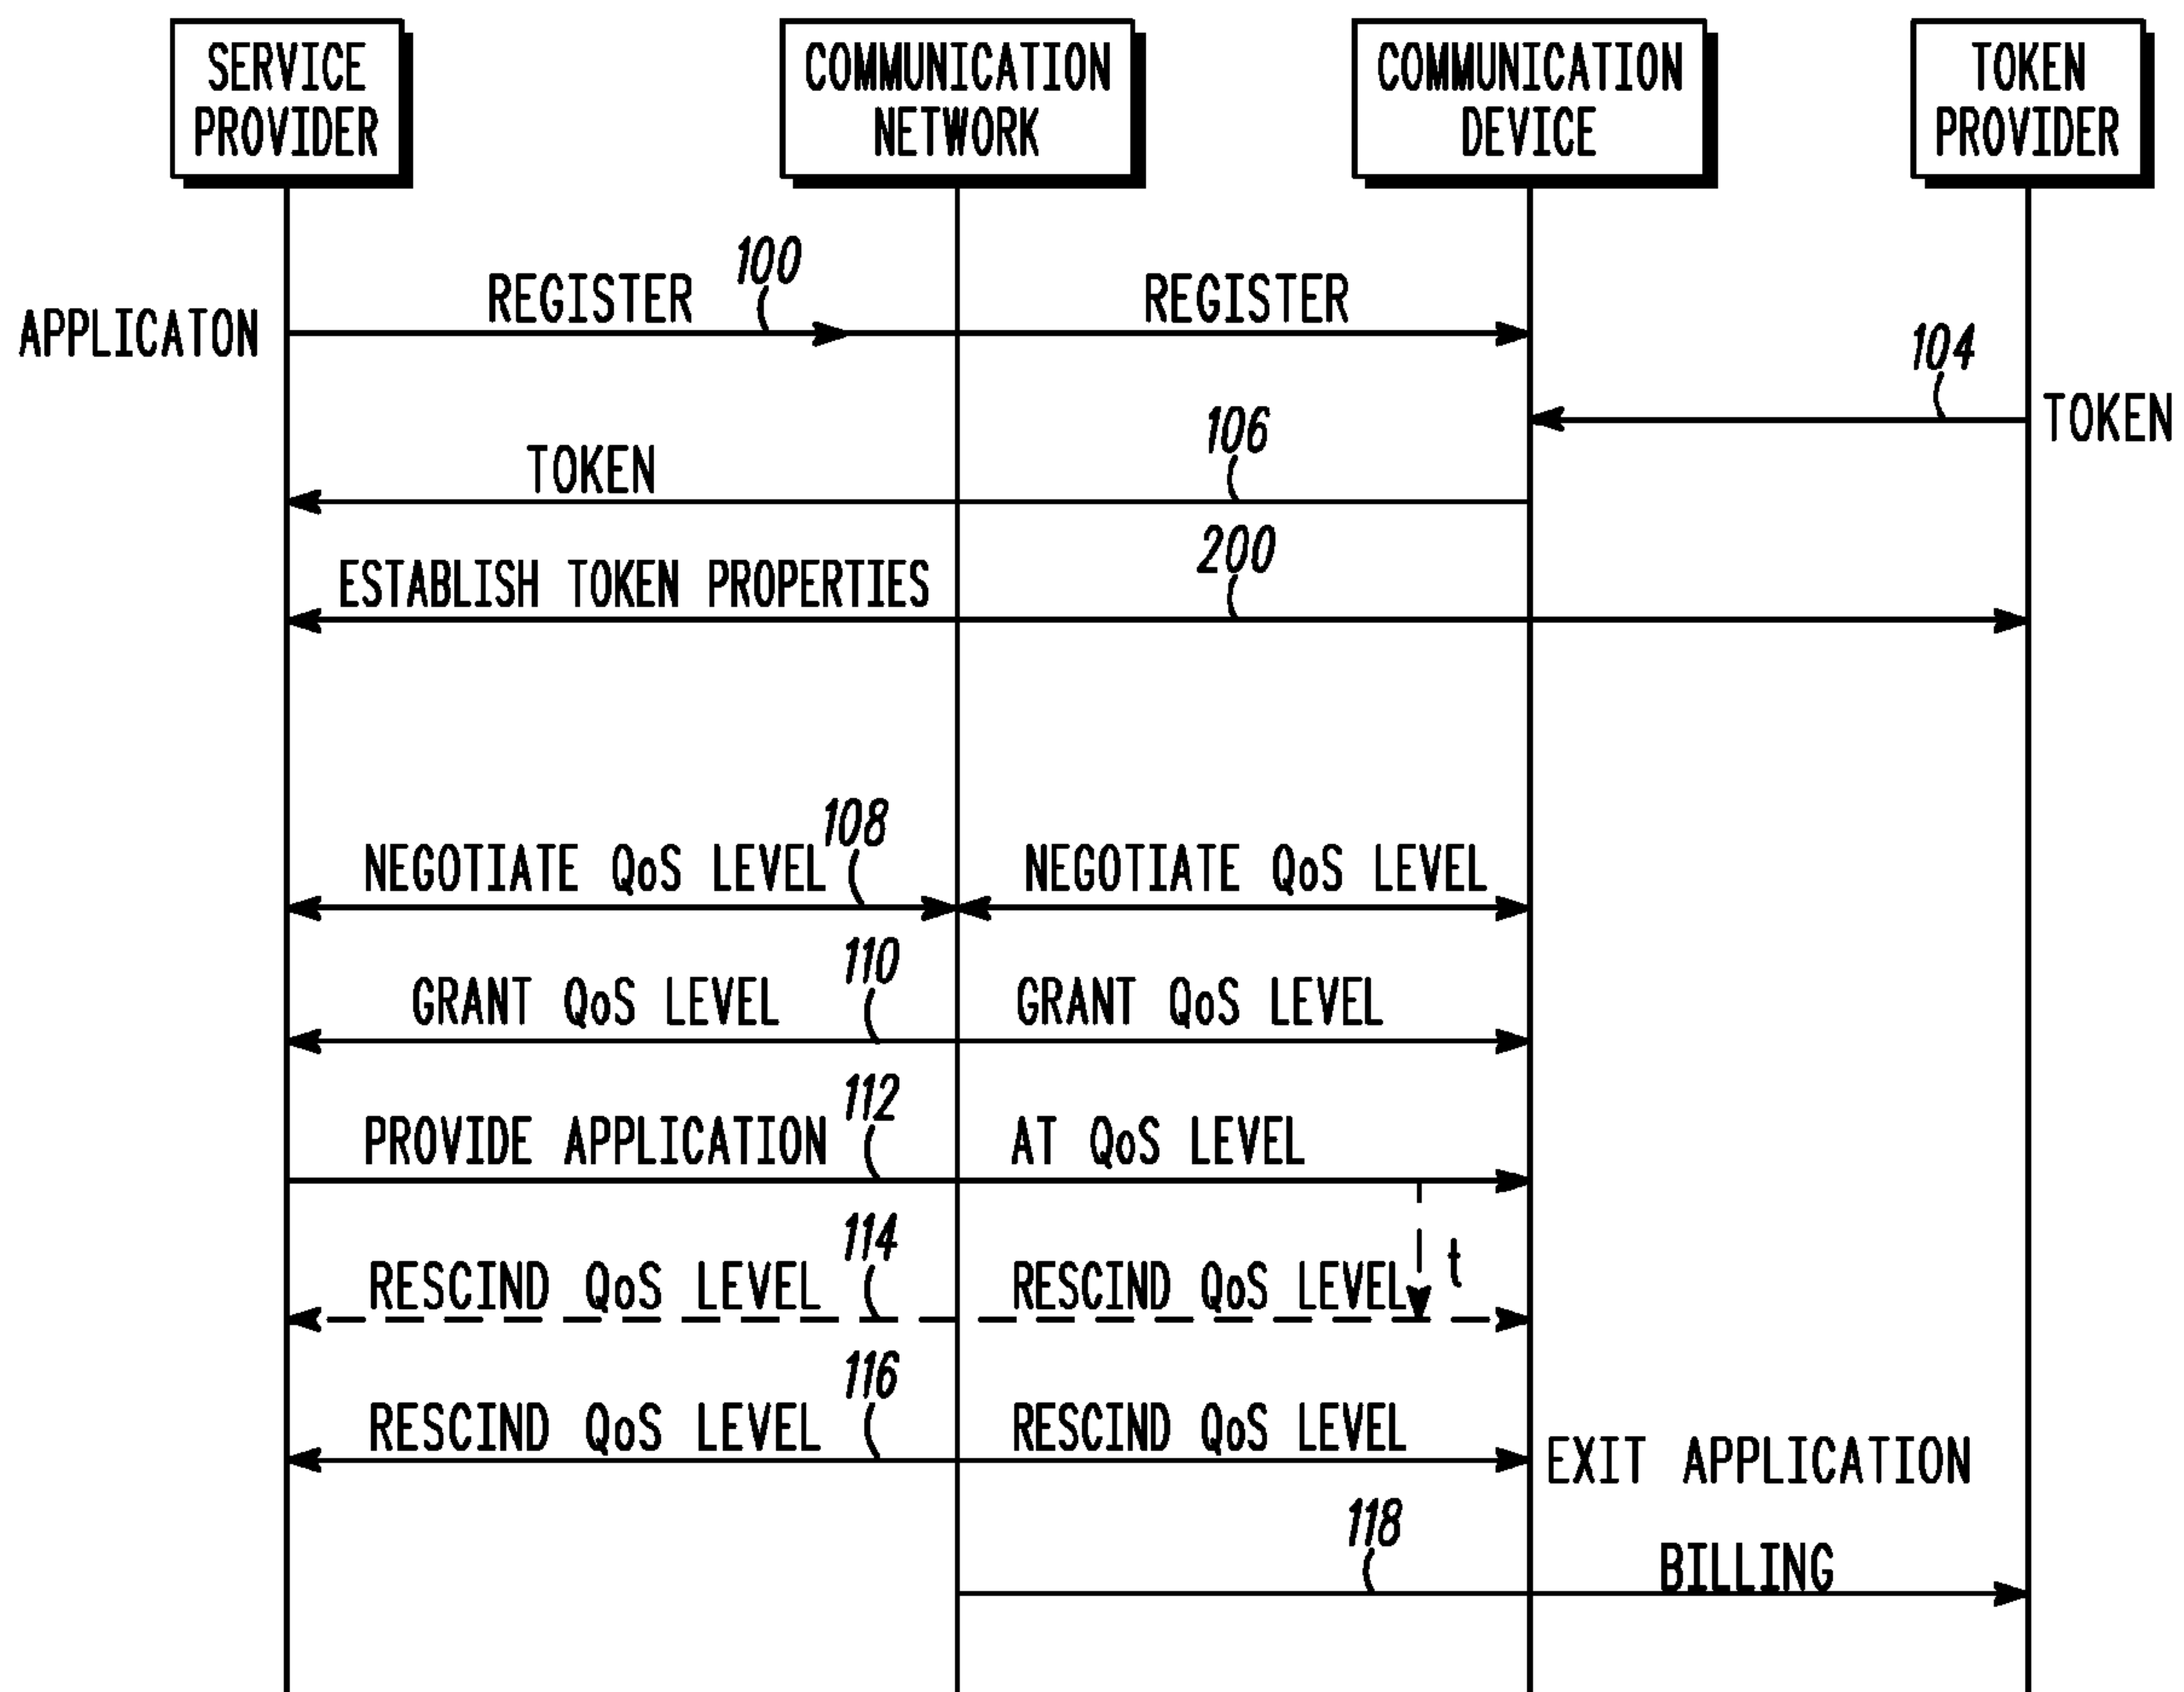 SERVICE
PROVIDER
COMMUNICATION
NETWORK
COMMUNICATION
DEVICE
TOKEN
PROVIDER
100
REGISTER
REGISTER
APPLICATON
104
TOKEN
106
TOKEN
200
ESTABLISH TOKEN PROPERTIES
108
NEGOTIATE QoS LEVEL
NEGOTIATE QoS LEVEL
110
GRANT QoS LEVEL
GRANT QoS LEVEL
112
PROVIDE APPLICATION
AT QoS LEVEL
114
t
RESCIND QoS LEVEL
RESCIND QoS LEVEL
116
RESCIND QoS LEVEL
RESCIND QoS LEVEL
EXIT APPLICATION
118
BILLING